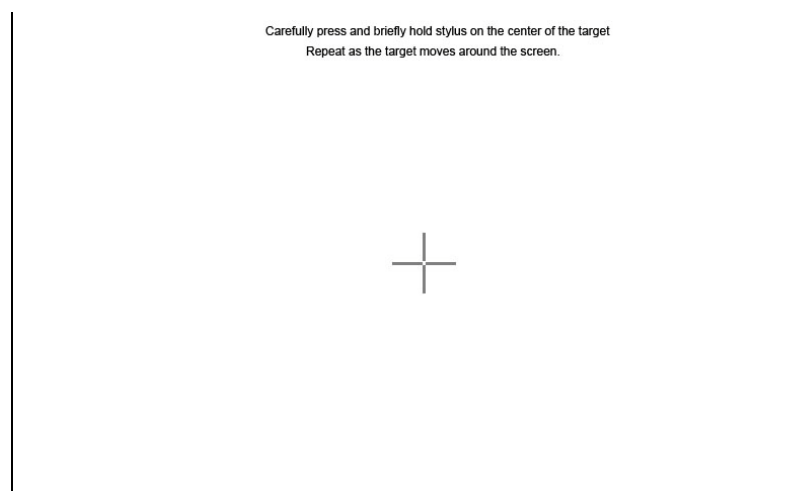 Carefully press and briefly hold stylus on the center of the target
Repeat as the target moves around the screen.